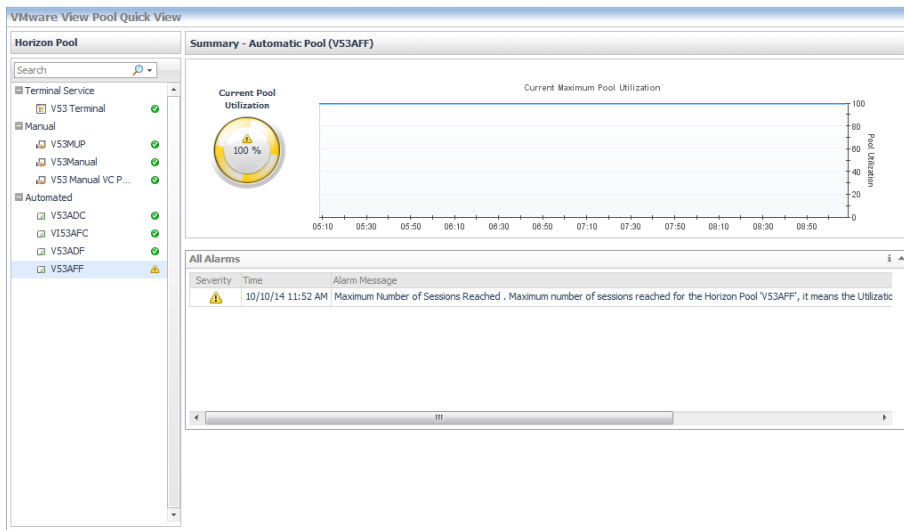 VMware View Pool Quick View
Horizon Pool
Search
Terminal Service
V53 Terminal
Manual
V53MUP
V53Manual
V53 Manual VC P...
Automated
V53ADC
VI53AFC
V53ADF
V53AFF
Summary - Automatic Pool (V53AFF)
Current Pool
Utilization
100 %
Current Maximum Pool Utilization
100
80
60
40
20
0
Pool Utilization
05:10 05:30 05:50 06:10 06:30 06:50 07:10 07:30 07:50 08:10 08:30 08:50
All Alarms
Severity Time Alarm Message
10/10/14 11:52 AM Maximum Number of Sessions Reached . Maximum number of sessions reached for the Horizon Pool 'V53AFF', it means the Utilizatio